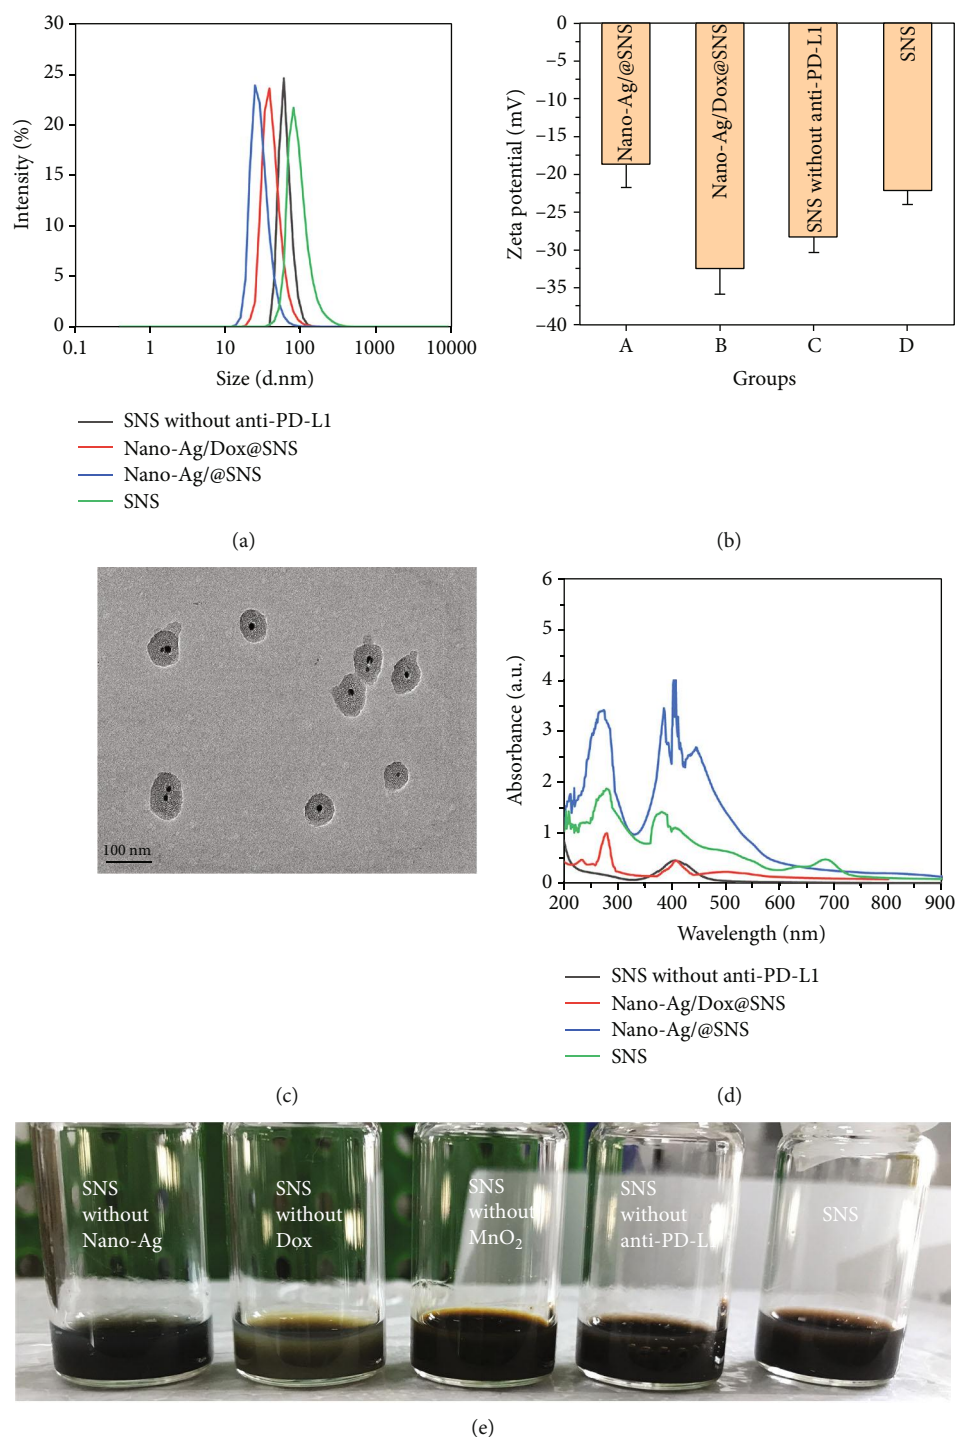 30
25
20
15
10
5
0
Intensity (%)
0.1 1 10 100 1000 10000
Size (d.nm)
SNS without anti-PD-L1
Nano-Ag/Dox@SNS
Nano-Ag/@SNS
SNS
(a)
0
–5
–10
–15
–20
–25
–30
–35
–40
Zeta potential (mV)
Nano-Ag/@SNS
Nano-Ag/Dox@SNS
SNS without anti-PD-L1
SNS
A B C D
Groups
(b)
100 nm
(c)
6
5
4
3
2
1
0
Absorbance (a.u.)
200 300 400 500 600 700 800 900
Wavelength (nm)
SNS without anti-PD-L1
Nano-Ag/Dox@SNS
Nano-Ag/@SNS
SNS
(d)
SNS
without
Nano-Ag
SNS
without
Dox
SNS
without
MnO₂
SNS
without
anti-PD-L1
SNS
(e)